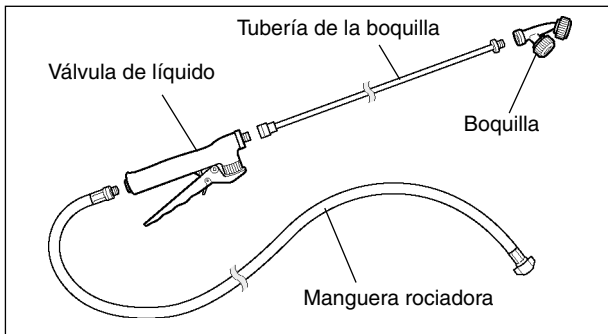 Tubería de la boquilla
Válvula de líquido
Boquilla
Manguera rociadora